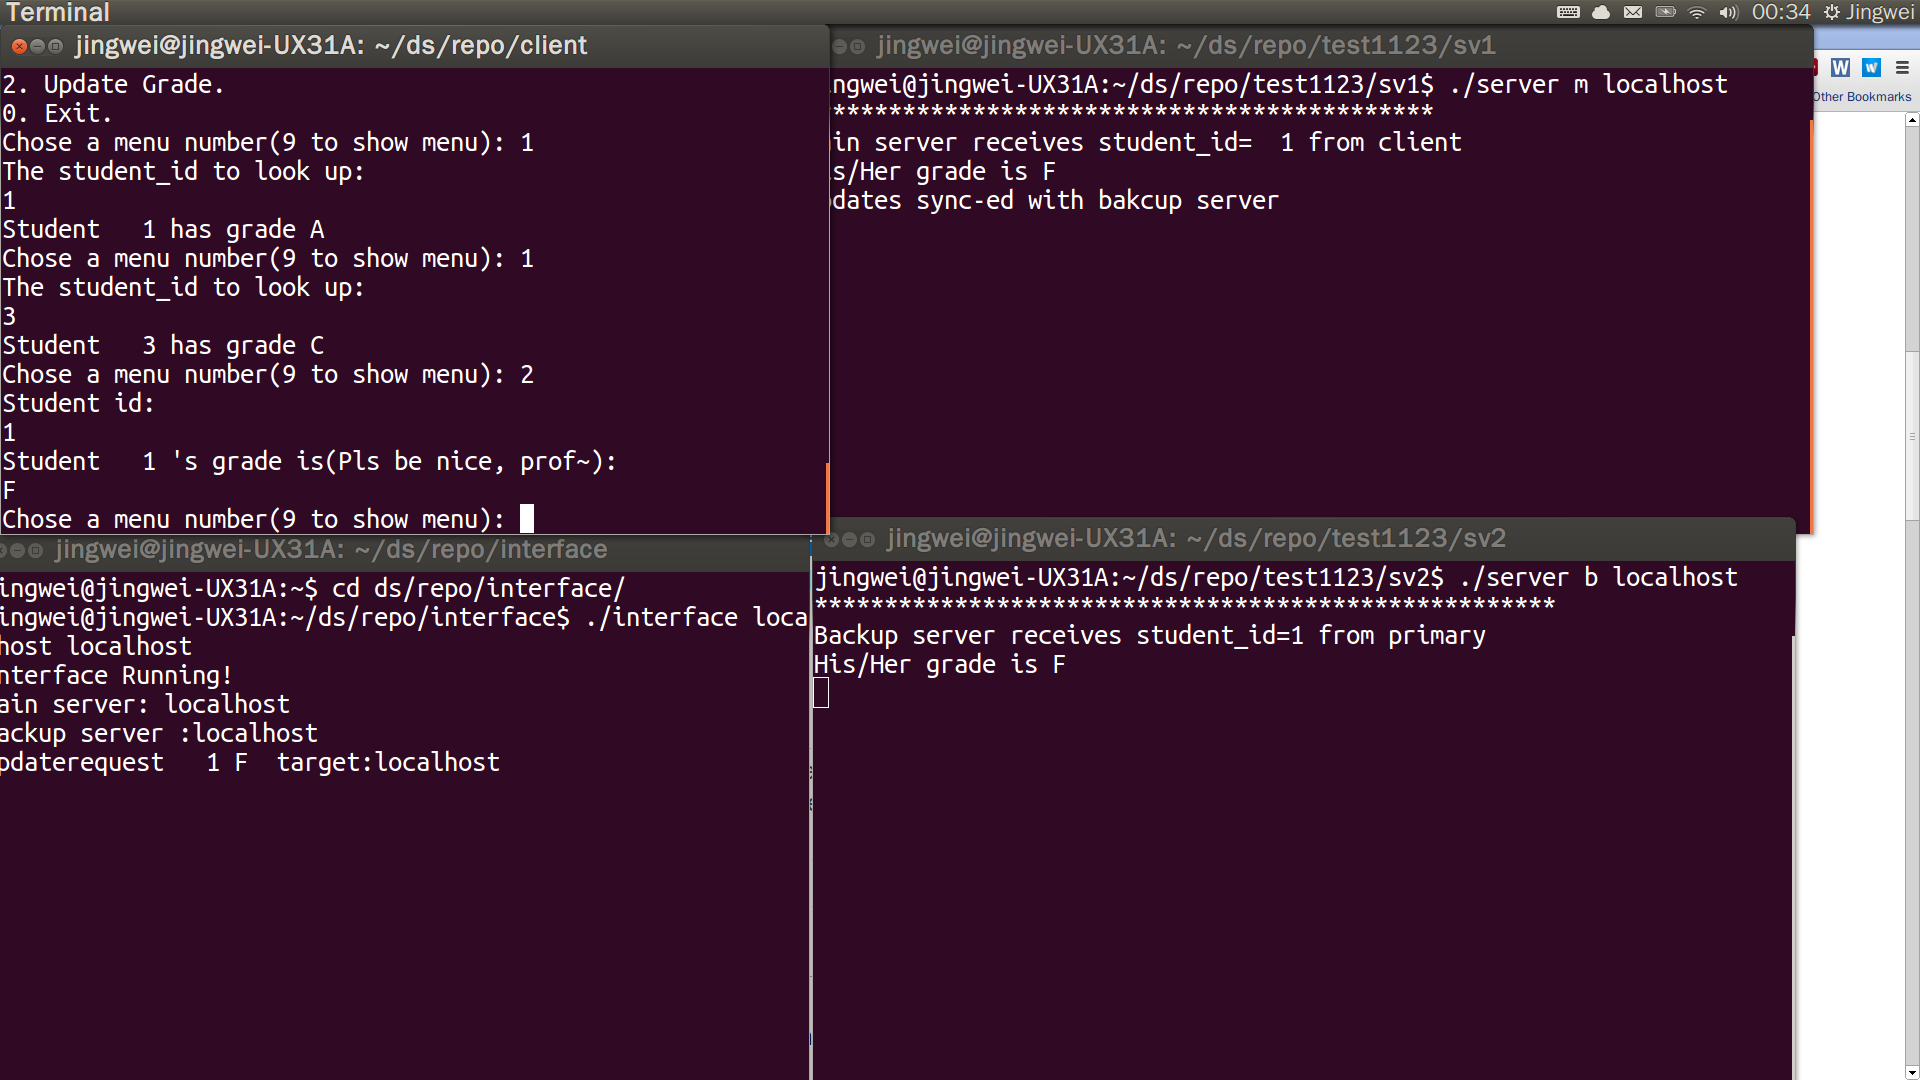 Terminal
00:34 Jingwei
jingwei@jingwei-UX31A: ~/ds/repo/client
2. Update Grade.
0. Exit.
Chose a menu number(9 to show menu): 1
The student_id to look up:
1
Student   1 has grade A
Chose a menu number(9 to show menu): 1
The student_id to look up:
3
Student   3 has grade C
Chose a menu number(9 to show menu): 2
Student id:
1
Student   1 's grade is(Pls be nice, prof~):
F
Chose a menu number(9 to show menu):
jingwei@jingwei-UX31A: ~/ds/repo/test1123/sv1
ngwei@jingwei-UX31A:~/ds/repo/test1123/sv1$ ./server m localhost
*******************************************
in server receives student_id=  1 from client
s/Her grade is F
dates sync-ed with bakcup server
Other Bookmarks
jingwei@jingwei-UX31A: ~/ds/repo/interface
ingwei@jingwei-UX31A:~$ cd ds/repo/interface/
ingwei@jingwei-UX31A:~/ds/repo/interface$ ./interface loca
host localhost
nterface Running!
ain server: localhost
ackup server :localhost
pdaterequest   1 F  target:localhost
jingwei@jingwei-UX31A: ~/ds/repo/test1123/sv2
jingwei@jingwei-UX31A:~/ds/repo/test1123/sv2$ ./server b localhost
*****************************************************
Backup server receives student_id=1 from primary
His/Her grade is F